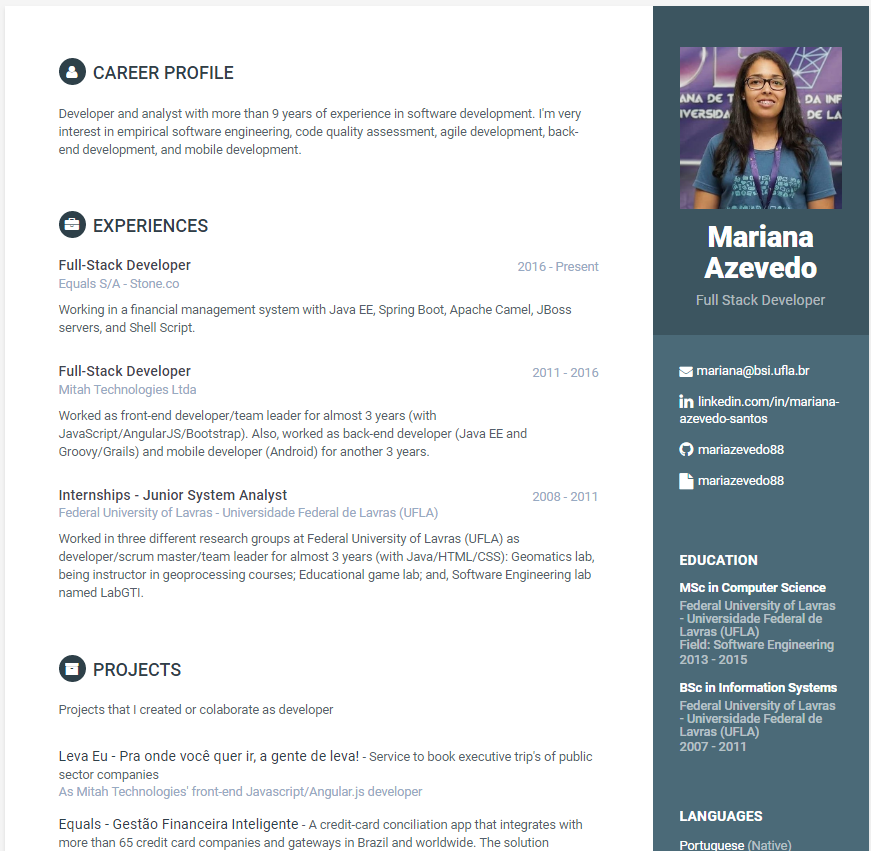 CAREER PROFILE
Developer and analyst with more than 9 years of experience in software development. I'm very
interest in empirical software engineering, code quality assessment, agile development, back-
end development, and mobile development.
EXPERIENCES
Full-Stack Developer
2016 - Present
Equals S/A - Stone.co
Working in a financial management system with Java EE, Spring Boot, Apache Camel, JBoss
servers, and Shell Script.
Full-Stack Developer
2011 - 2016
Mitah Technologies Ltda
Worked as front-end developer/team leader for almost 3 years (with
JavaScript/AngularJS/Bootstrap). Also, worked as back-end developer (Java EE and
Groovy/Grails) and mobile developer (Android) for another 3 years.
Internships - Junior System Analyst
2008 - 2011
Federal University of Lavras - Universidade Federal de Lavras (UFLA)
Worked in three different research groups at Federal University of Lavras (UFLA) as
developer/scrum master/team leader for almost 3 years (with Java/HTML/CSS): Geomatics lab,
being instructor in geoprocessing courses; Educational game lab; and, Software Engineering lab
named LabGTI.
PROJECTS
Projects that I created or colaborate as developer
Leva Eu - Pra onde você quer ir, a gente de leva! - Service to book executive trip's of public
sector companies
As Mitah Technologies' front-end Javascript/Angular.js developer
Equals - Gestão Financeira Inteligente - A credit-card conciliation app that integrates with
more than 65 credit card companies and gateways in Brazil and worldwide. The solution
ANA DE T DA INF
IVERSIDA DE LA
Mariana
Azevedo
Full Stack Developer
mariana@bsi.ufla.br
linkedin.com/in/mariana-
azevedo-santos
mariazevedo88
mariazevedo88
EDUCATION
MSc in Computer Science
Federal University of Lavras
- Universidade Federal de
Lavras (UFLA)
Field: Software Engineering
2013 - 2015
BSc in Information Systems
Federal University of Lavras
- Universidade Federal de
Lavras (UFLA)
2007 - 2011
LANGUAGES
Portuguese (Native)